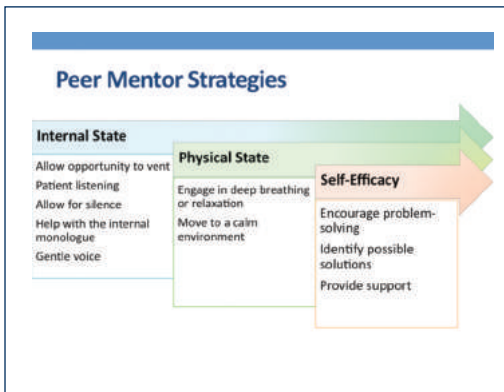 Peer Mentor Strategies
Internal State
Allow opportunity to vent
Patient listening
Allow for silence
Help with the internal
monologue
Gentle voice
Physical State
Engage in deep breathing
or relaxation
Move to a calm
environment
Self-Efficacy
Encourage problem-
solving
Identify possible
solutions
Provide support